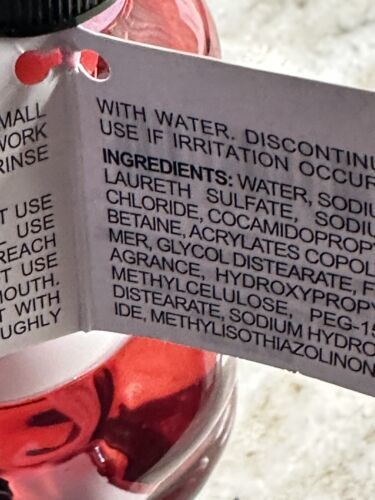 MALL
WORK
RINSE
USE
USE
REACH
USE
MOUTH.
WITH
UGHLY
WITH WATER. DISCONTINU
USE IF IRRITATION OCCUR
INGREDIENTS: WATER, SODIU
LAURETH SULFATE, SODIU
CHLORIDE, COCAMIDOPROPY
BETAINE, ACRYLATES COPOLY
MER, GLYCOL DISTEARATE, F
AGRANCE, HYDROXYPROPY
METHYLCELULOSE, PEG-15
DISTEARATE, SODIUM HYDRO
IDE, METHYLISOTHIAZOLINON